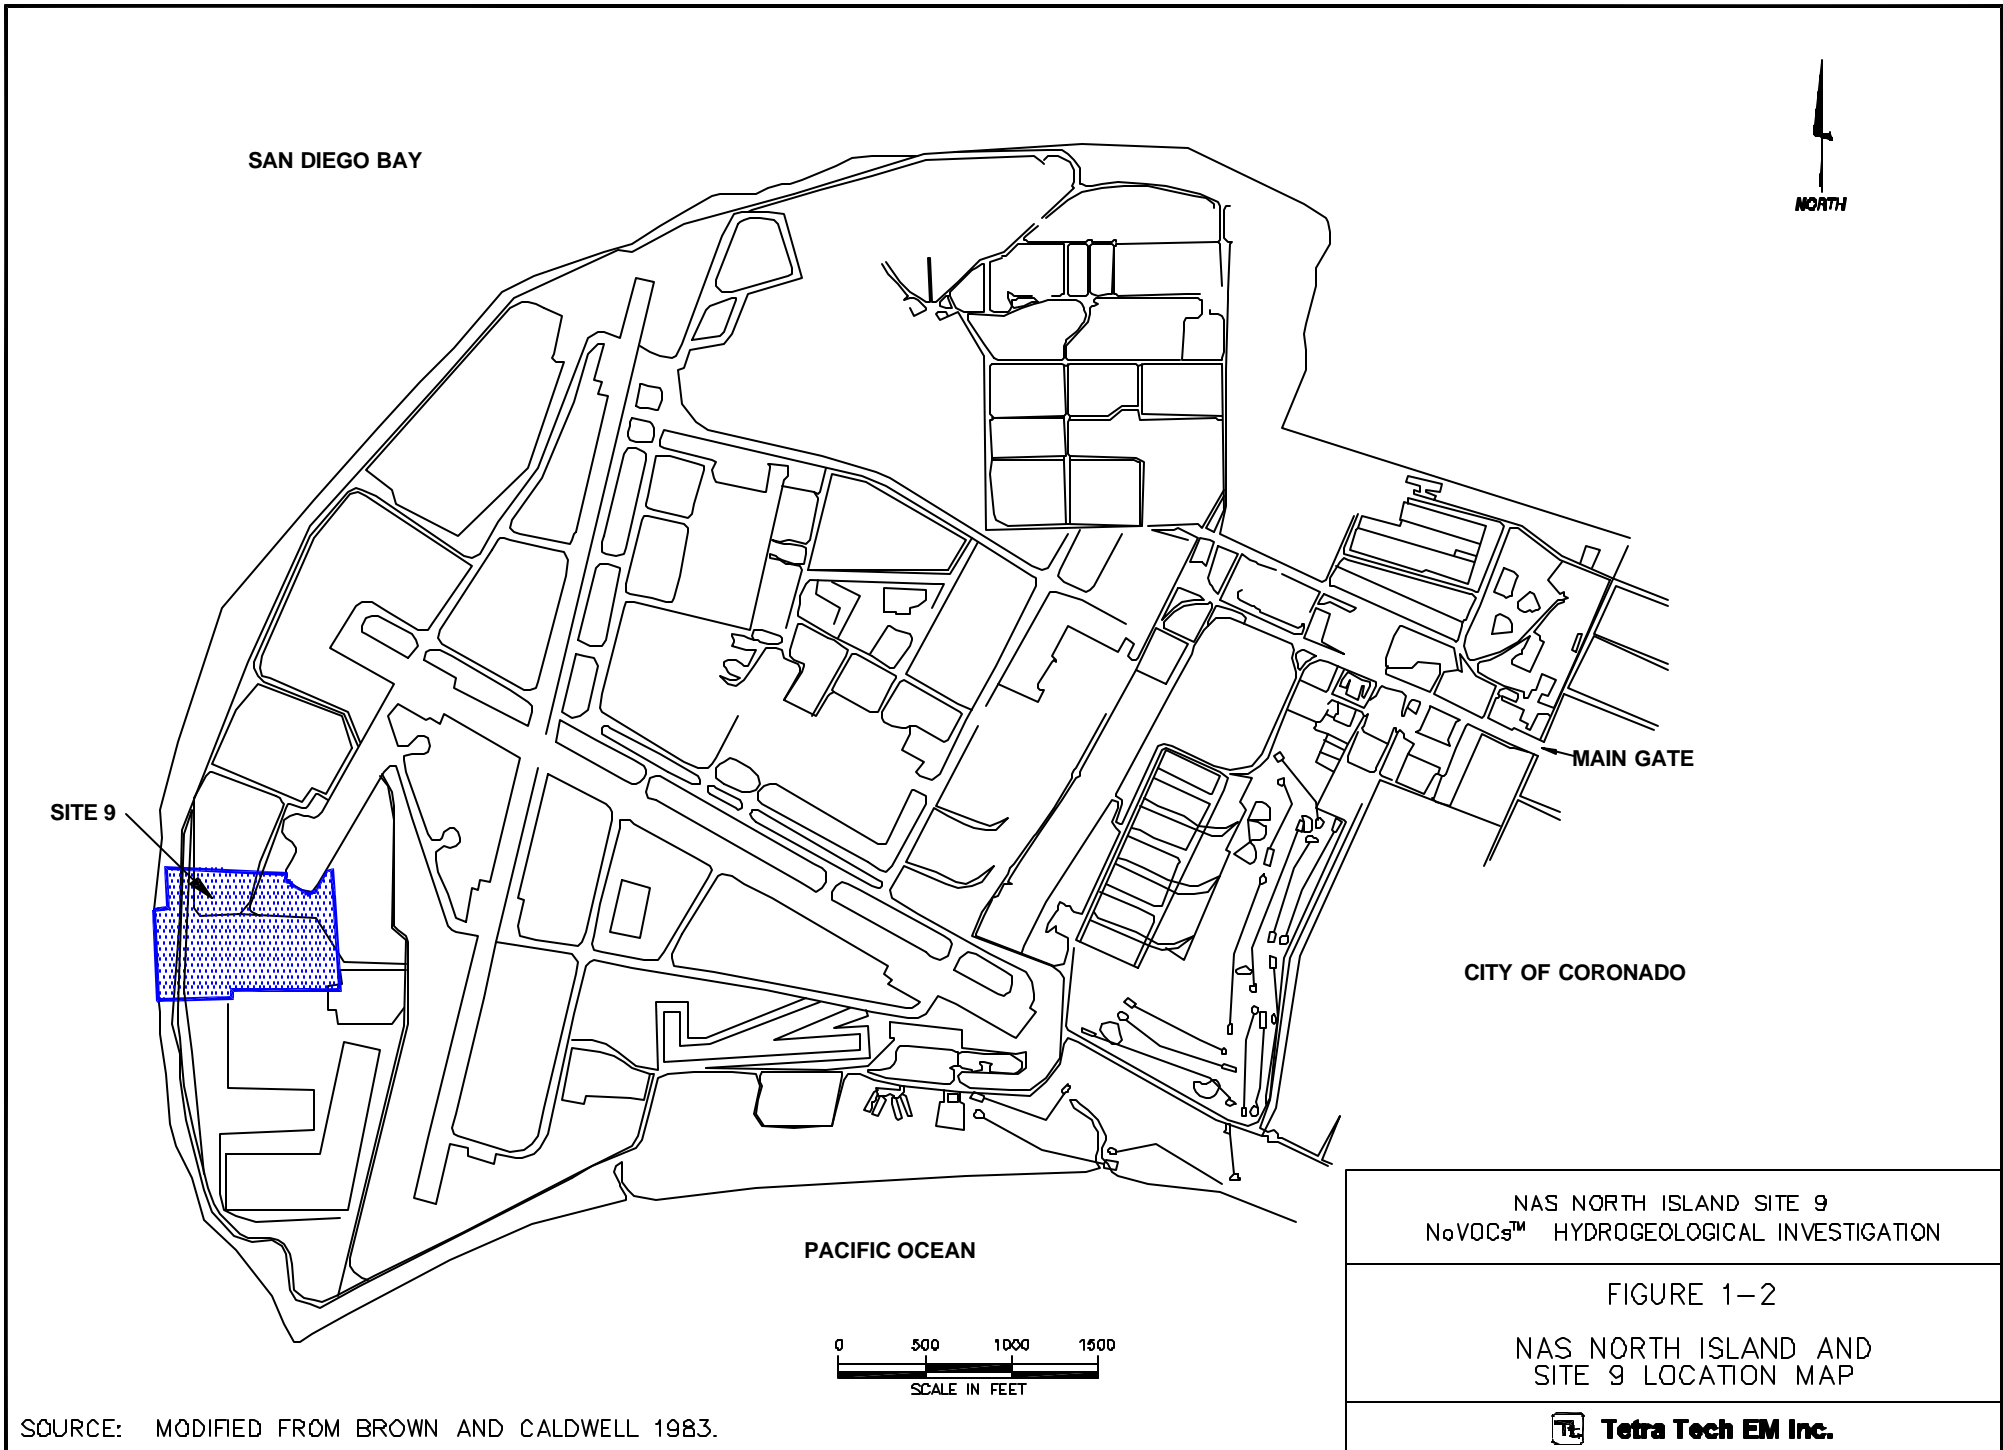 SAN DIEGO BAY
NORTH
MAIN GATE
SITE 9
CITY OF CORONADO
PACIFIC OCEAN
0 500 1000 1500
SCALE IN FEET
NAS NORTH ISLAND SITE 9
NoVOCs™ HYDROGEOLOGICAL INVESTIGATION
FIGURE 1-2
NAS NORTH ISLAND AND
SITE 9 LOCATION MAP
Tt Tetra Tech EM Inc.
SOURCE: MODIFIED FROM BROWN AND CALDWELL 1983.